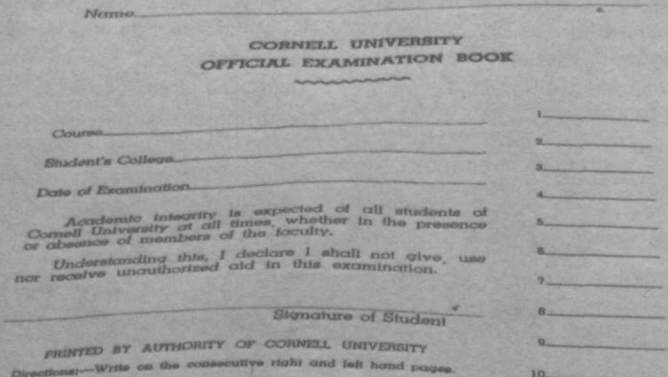 Name
CORNELL UNIVERSITY
OFFICIAL EXAMINATION BOOK
Course
Student's College
Date of Examination
Academic integrity is expected of all students of
Cornell University at all times, whether in the presence
or absence of members of the faculty.
Understanding this, I declare I shall not give, use
nor receive unauthorized aid in this examination.
Signature of Student
PRINTED BY AUTHORITY OF CORNELL UNIVERSITY
Directions:—Write on the consecutive right and left hand pages.
1.
2.
3.
4.
5.
6.
7.
8.
9.
10.